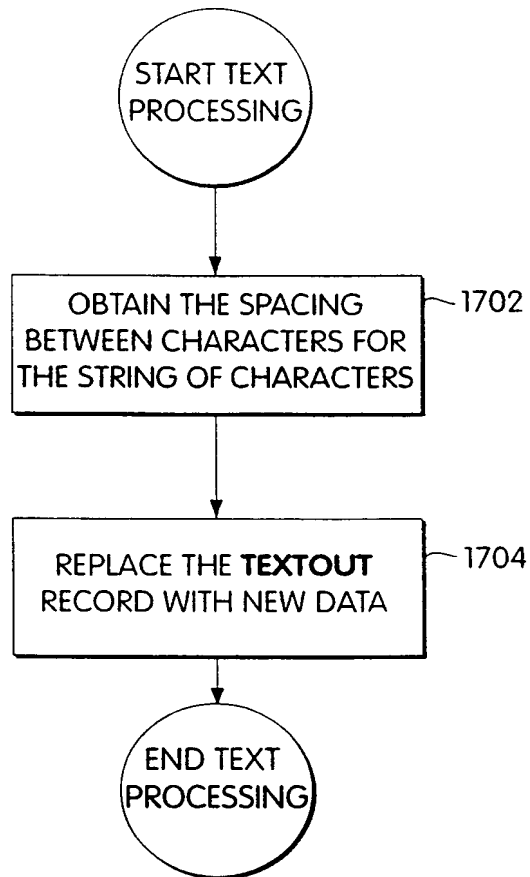 START TEXT
PROCESSING
OBTAIN THE SPACING
BETWEEN CHARACTERS FOR
THE STRING OF CHARACTERS
1702
REPLACE THE TEXTOUT
RECORD WITH NEW DATA
1704
END TEXT
PROCESSING